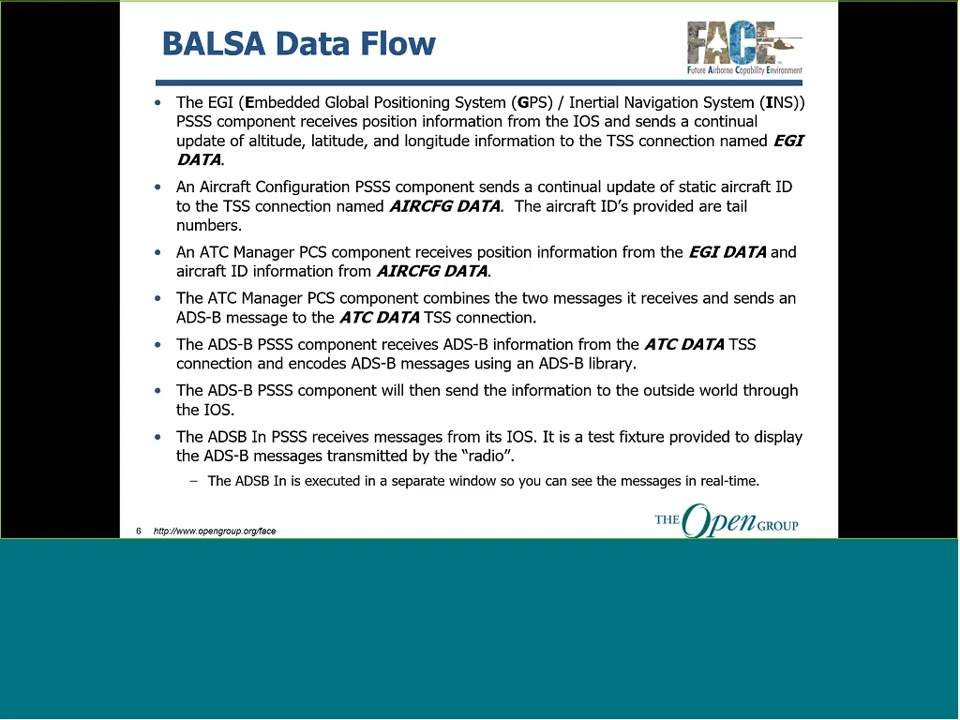 BALSA Data Flow
FACE
Future Airborne Capability Environment
• The EGI (Embedded Global Positioning System (GPS) / Inertial Navigation System (INS))
PSSS component receives position information from the IOS and sends a continual
update of altitude, latitude, and longitude information to the TSS connection named EGI
DATA.
• An Aircraft Configuration PSSS component sends a continual update of static aircraft ID
to the TSS connection named AIRCFG DATA. The aircraft ID's provided are tail
numbers.
• An ATC Manager PCS component receives position information from the EGI DATA and
aircraft ID information from AIRCFG DATA.
• The ATC Manager PCS component combines the two messages it receives and sends an
ADS-B message to the ATC DATA TSS connection.
• The ADS-B PSSS component receives ADS-B information from the ATC DATA TSS
connection and encodes ADS-B messages using an ADS-B library.
• The ADS-B PSSS component will then send the information to the outside world through
the IOS.
• The ADSB In PSSS receives messages from its IOS. It is a test fixture provided to display
the ADS-B messages transmitted by the “radio”.
– The ADSB In is executed in a separate window so you can see the messages in real-time.
6 http://www.opengroup.org/face
THE Open GROUP